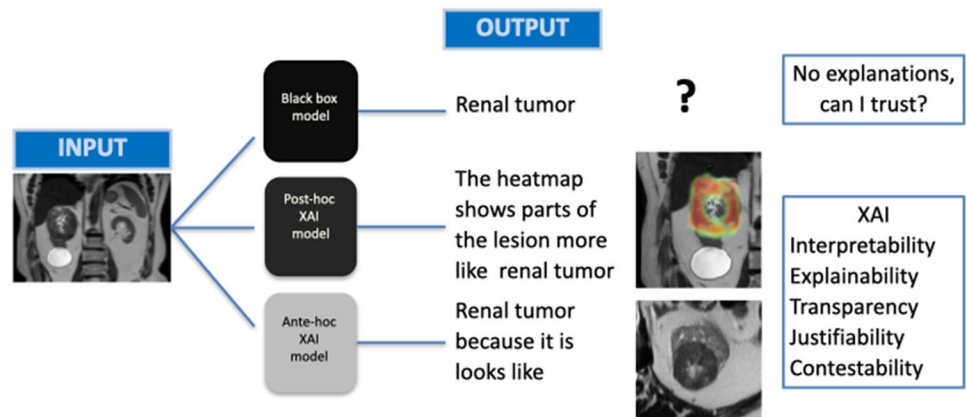 OUTPUT
INPUT
Black box
model
Renal tumor
?
No explanations,
can I trust?
Post-hoc
XAI
model
The heatmap
shows parts of
the lesion more
like renal tumor
XAI
Interpretability
Explainability
Transparency
Justifiability
Contestability
Ante-hoc
XAI
model
Renal tumor
because it is
looks like